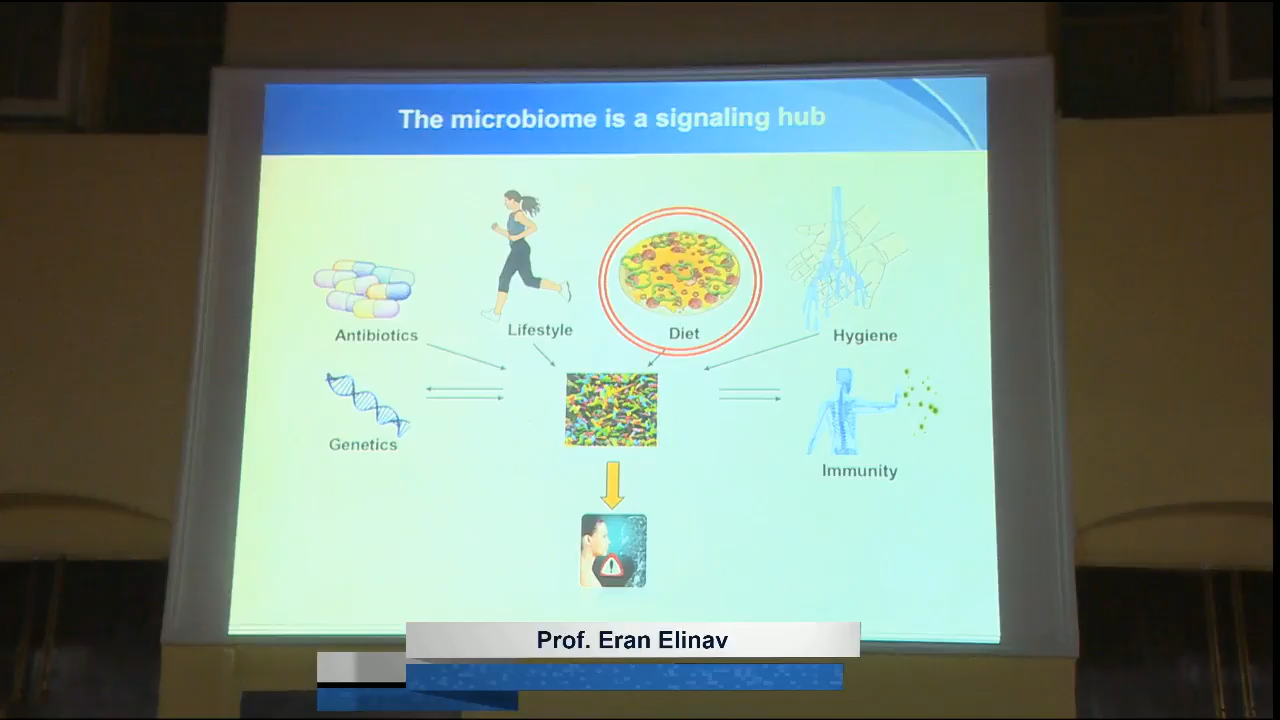 The microbiome is a signaling hub
Antibiotics
Lifestyle
Diet
Hygiene
Genetics
Immunity
Prof. Eran Elinav